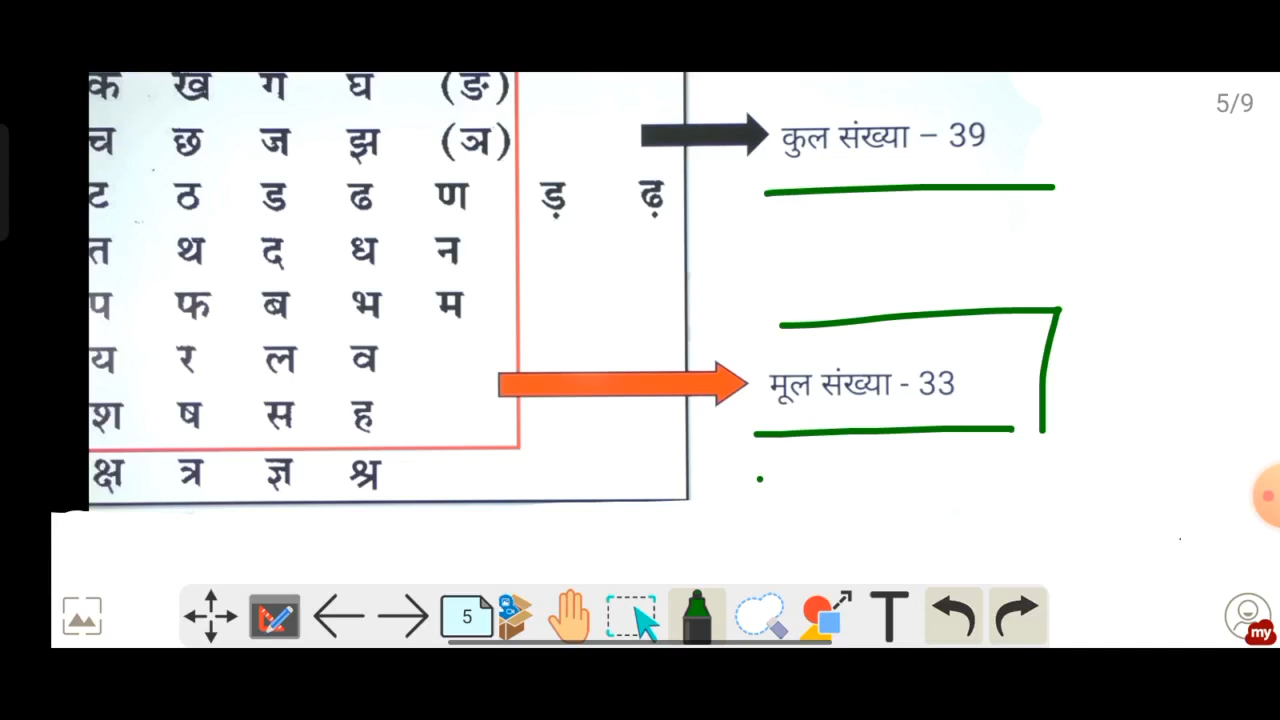 क ख ग घ (ङ)
च छ ज झ (ञ)
ट ठ ड ढ ण ड़ ढ़
त थ द ध न
प फ ब भ म
य र ल व
श ष स ह
क्ष त्र ज्ञ श्र
कुल संख्या – 39
मूल संख्या - 33
5/9
5
T
my